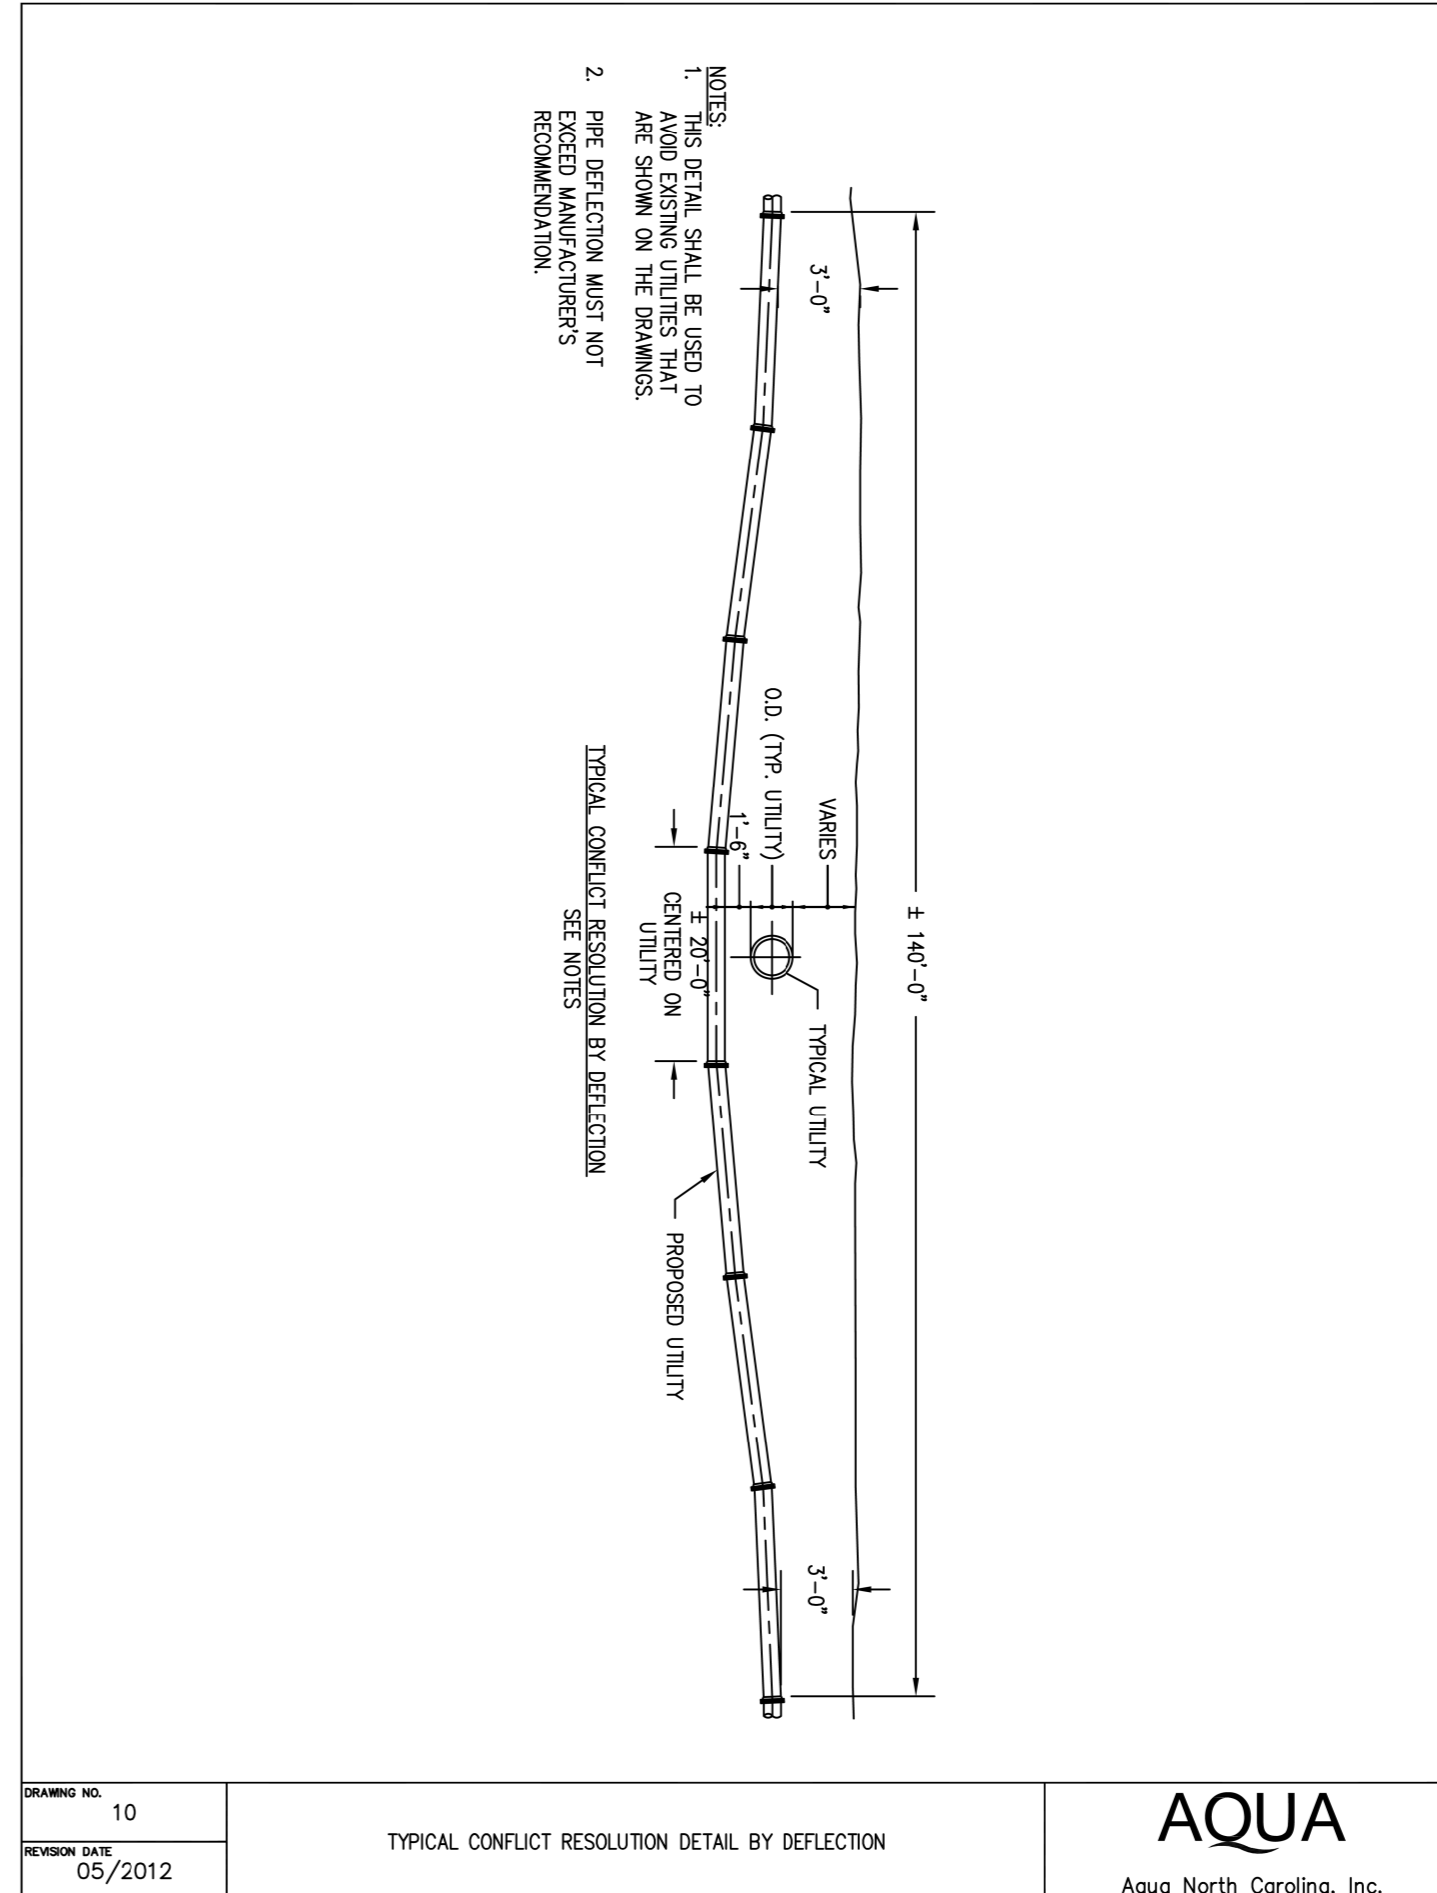 NOTES:
1. THIS DETAIL SHALL BE USED TO
AVOID EXISTING UTILITIES THAT
ARE SHOWN ON THE DRAWINGS.
2. PIPE DEFLECTION MUST NOT
EXCEED MANUFACTURER'S
RECOMMENDATION.
± 140'-0"
3'-0"
3'-0"
VARIES
O.D. (TYP. UTILITY)
1'-6"
TYPICAL UTILITY
± 20'-0"
CENTERED ON
UTILITY
PROPOSED UTILITY
TYPICAL CONFLICT RESOLUTION BY DEFLECTION
SEE NOTES
DRAWING NO.
10
REVISION DATE
05/2012
TYPICAL CONFLICT RESOLUTION DETAIL BY DEFLECTION
AQUA
Aqua North Carolina, Inc.